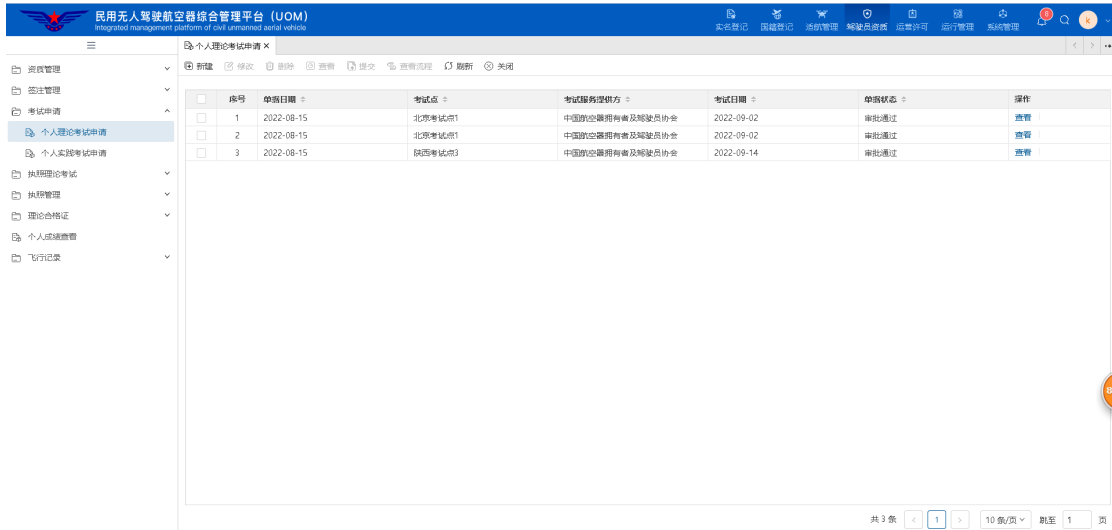 民用无人驾驶航空器综合管理平台（UOM）
Integrated management platform of civil unmanned aerial vehicle
实名登记 国籍登记 适航管理 驾驶员资质 运营许可 运行管理 系统管理 8 k
个人理论考试申请 ×
新建 修改 删除 查看 提交 查看流程 刷新 关闭
资质管理
签注管理
考试申请
个人理论考试申请
个人实践考试申请
执照理论考试
执照管理
理论合格证
个人成绩查看
飞行记录
序号 单据日期 考试点 考试服务提供方 考试日期 单据状态 操作
1 2022-08-15 北京考试点1 中国航空器拥有者及驾驶员协会 2022-09-02 审批通过 查看
2 2022-08-15 北京考试点1 中国航空器拥有者及驾驶员协会 2022-09-02 审批通过 查看
3 2022-08-15 陕西考试点3 中国航空器拥有者及驾驶员协会 2022-09-14 审批通过 查看
共 3 条 < 1 > 10 条/页 跳至 1 页